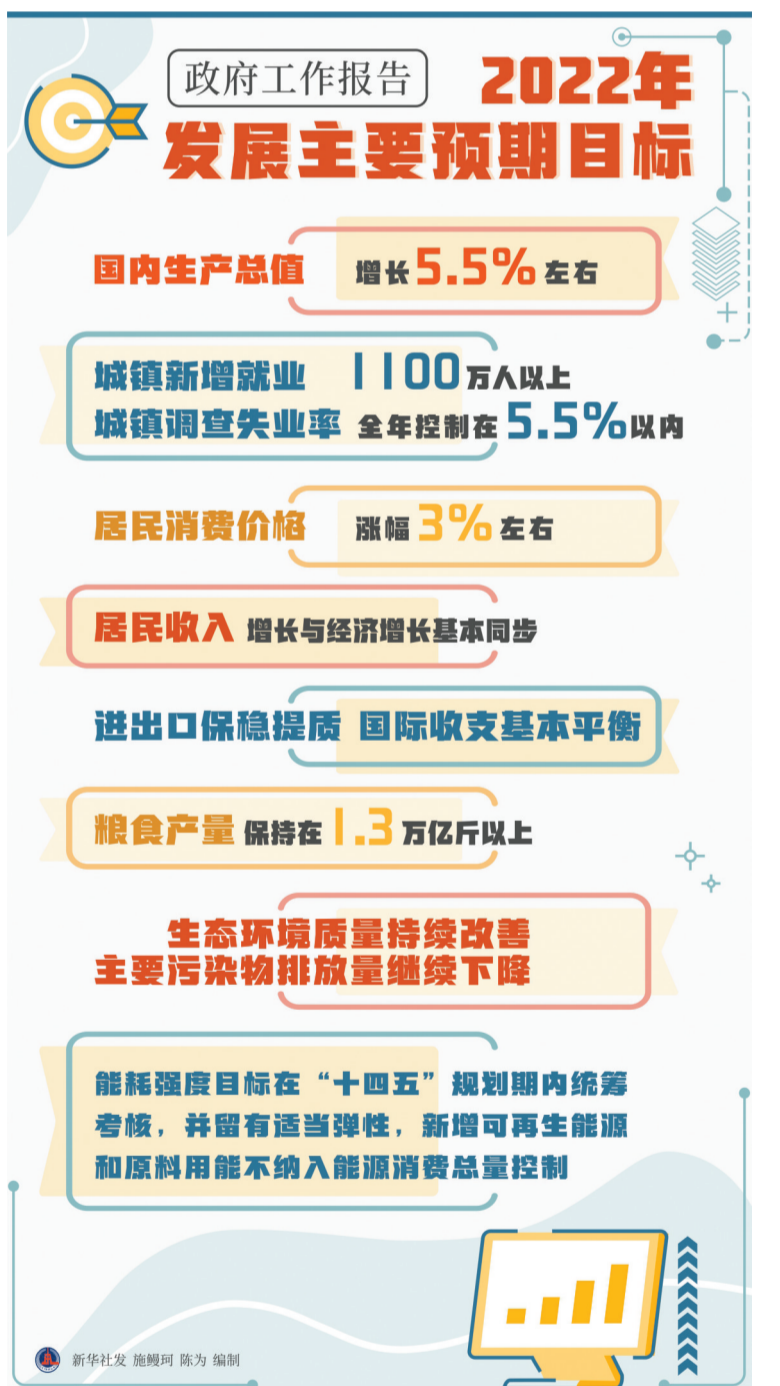 政府工作报告
2022年
发展主要预期目标
国内生产总值 增长5.5%左右
城镇新增就业 1100万人以上
城镇调查失业率 全年控制在5.5%以内
居民消费价格 涨幅3%左右
居民收入 增长与经济增长基本同步
进出口保稳提质 国际收支基本平衡
粮食产量 保持在1.3万亿斤以上
生态环境质量持续改善
主要污染物排放量继续下降
能耗强度目标在“十四五”规划期内统筹
考核，并留有适当弹性，新增可再生能源
和原料用能不纳入能源消费总量控制
新华社发 施鳗珂 陈为 编制